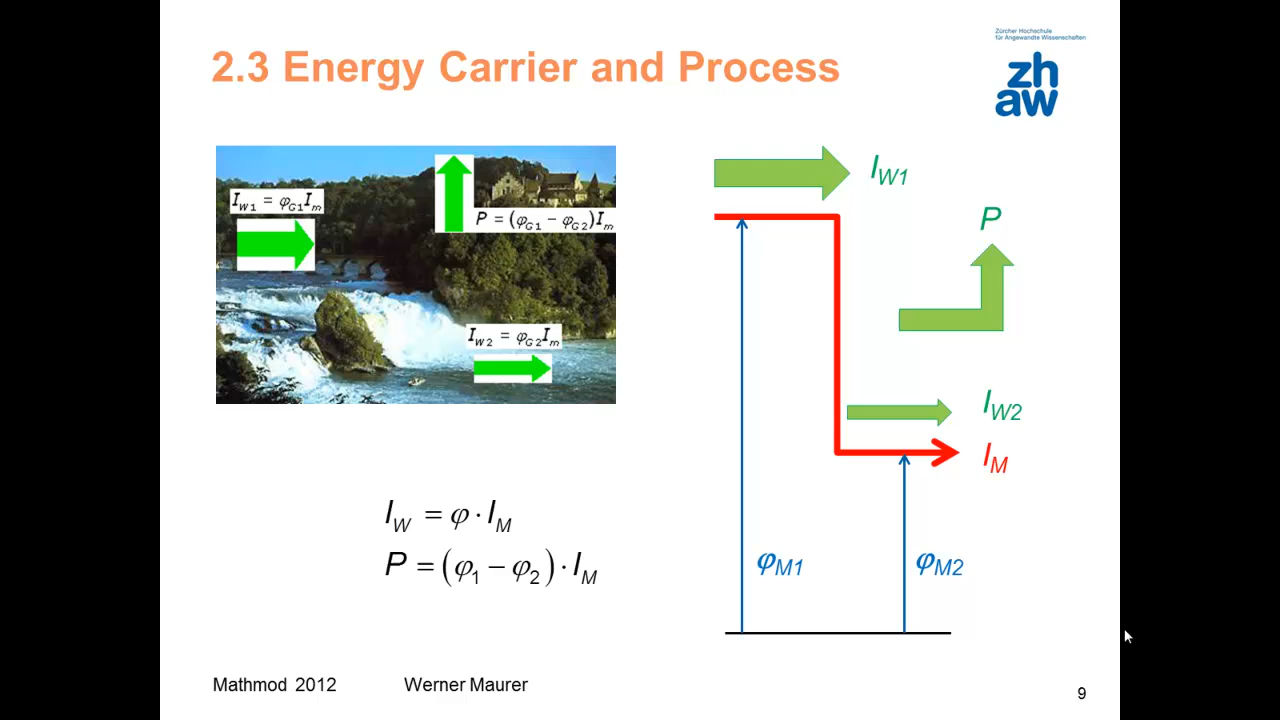 Zürcher Hochschule
für Angewandte Wissenschaften
zh
aw
2.3 Energy Carrier and Process
I_W1 = φ_G1 I_m
P = (φ_G1 − φ_G2) I_m
I_W2 = φ_G2 I_m
I_W1
P
I_W2
I_M
φ_M1
φ_M2
I_W = φ · I_M
P = (φ_1 − φ_2) · I_M
Mathmod 2012 Werner Maurer
9